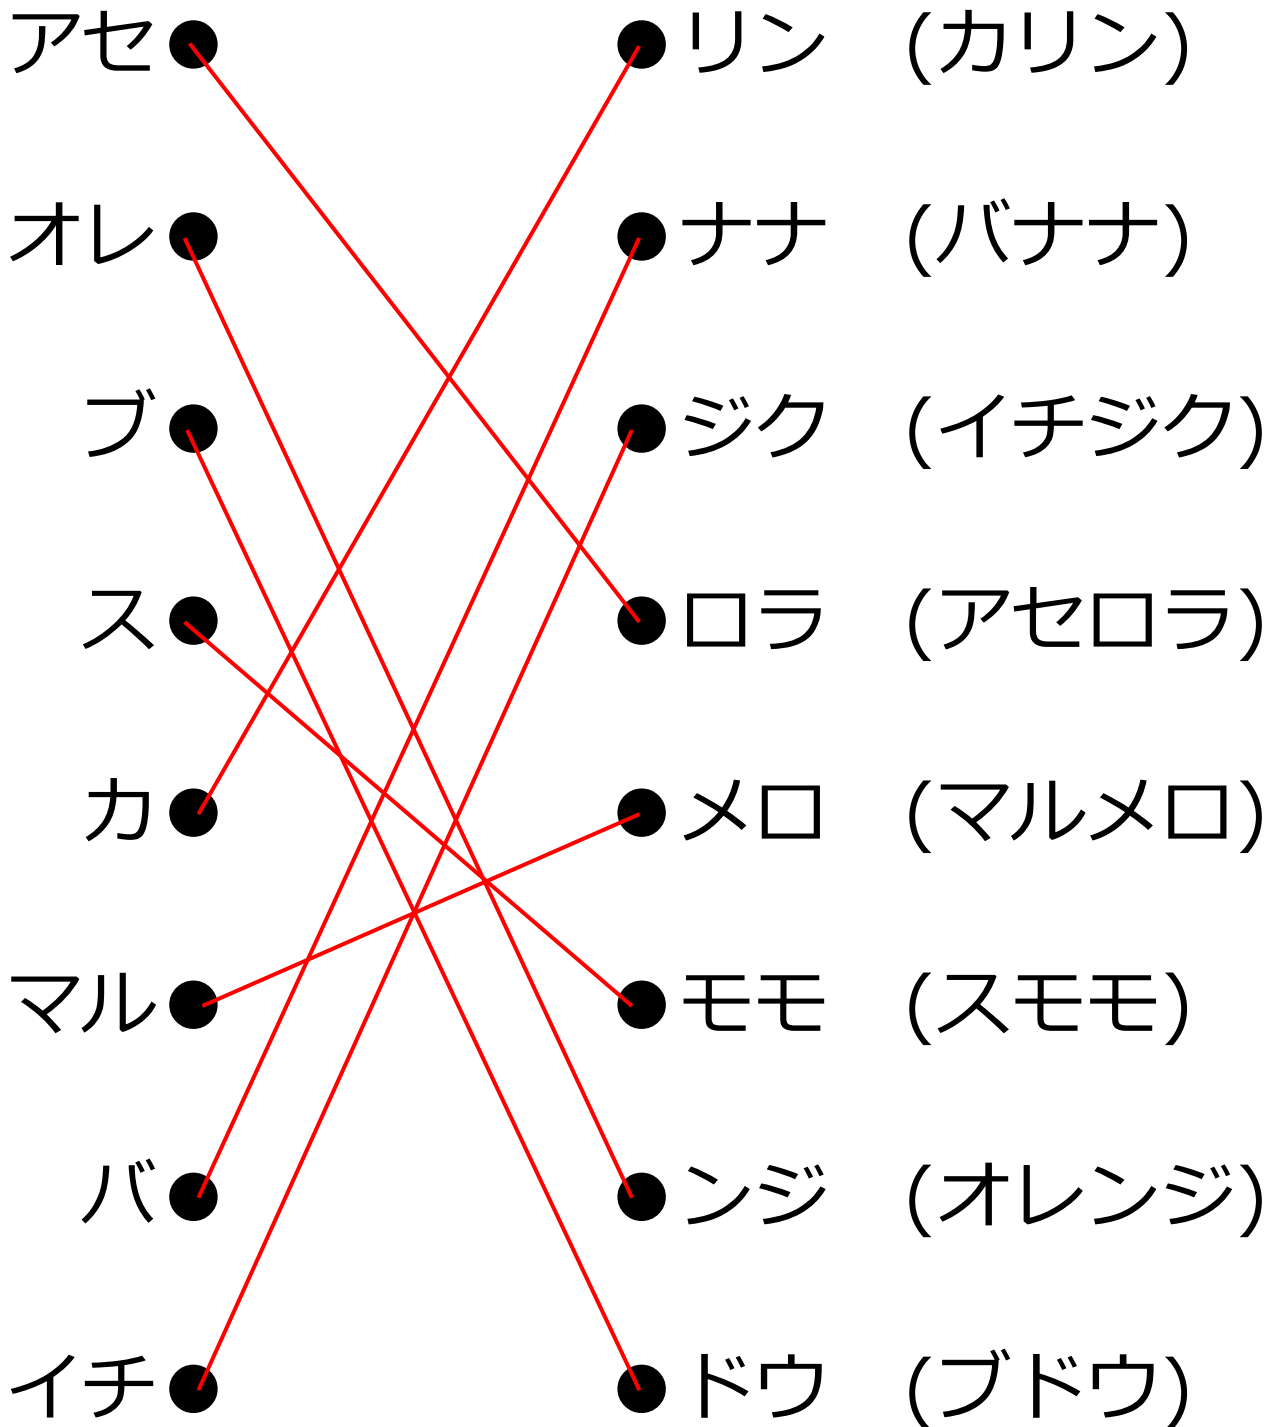 アセ リン (カリン)
オレ ナナ (バナナ)
ブ ジク (イチジク)
ス ロラ (アセロラ)
カ メロ (マルメロ)
マル モモ (スモモ)
バ ンジ (オレンジ)
イチ ドウ (ブドウ)